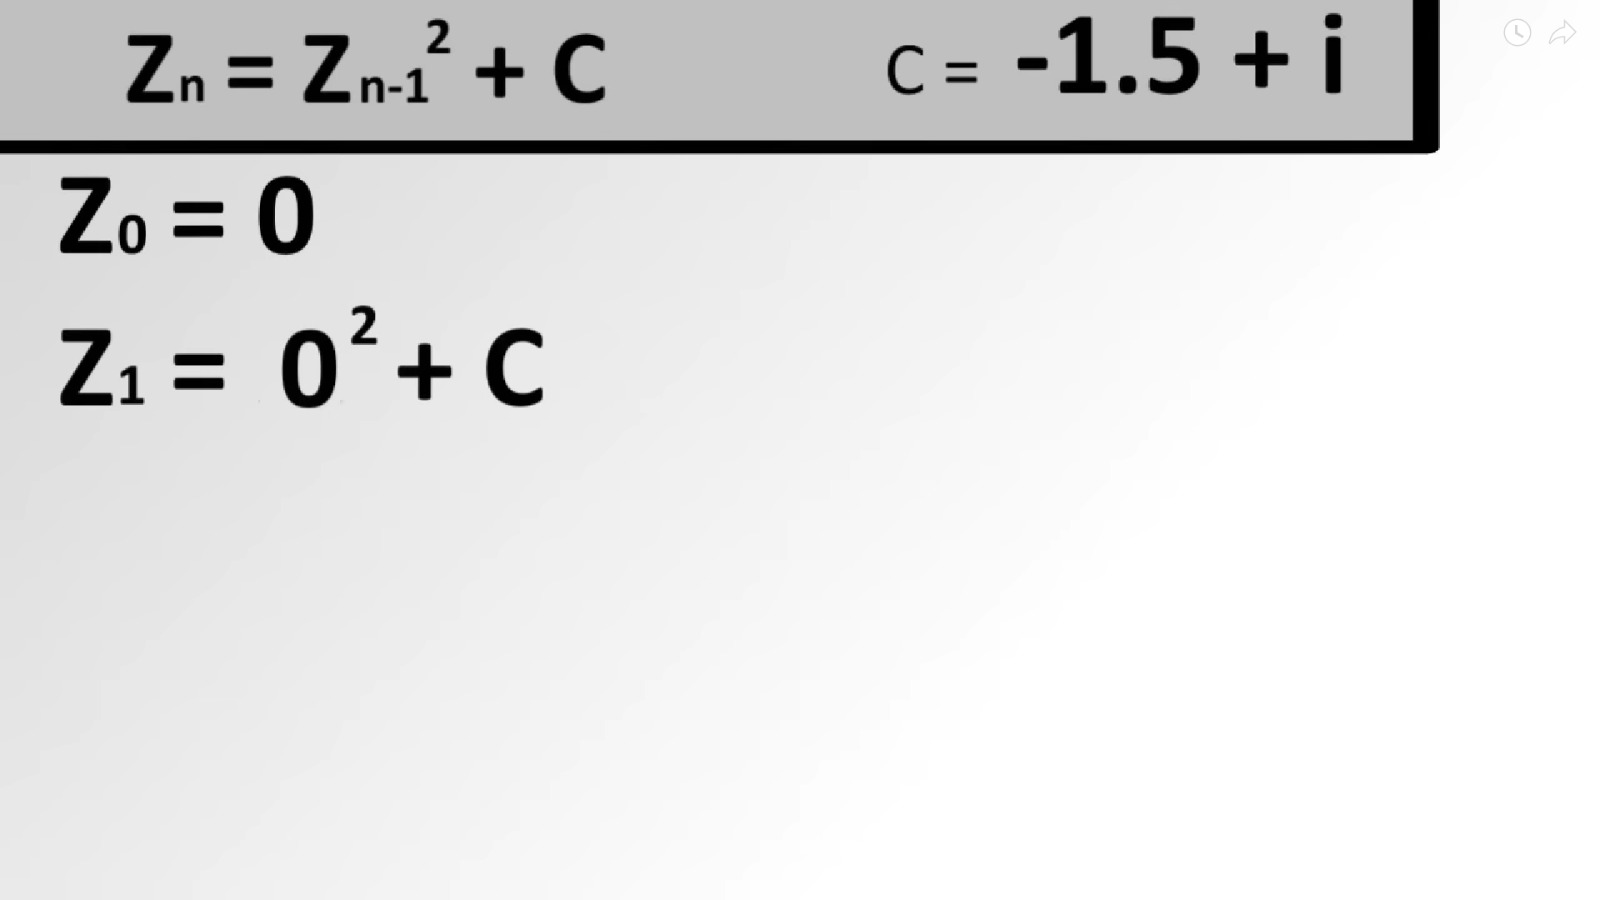 Zn = Zn-1² + C C = -1.5 + i
Z₀ = 0
Z₁ = 0² + C